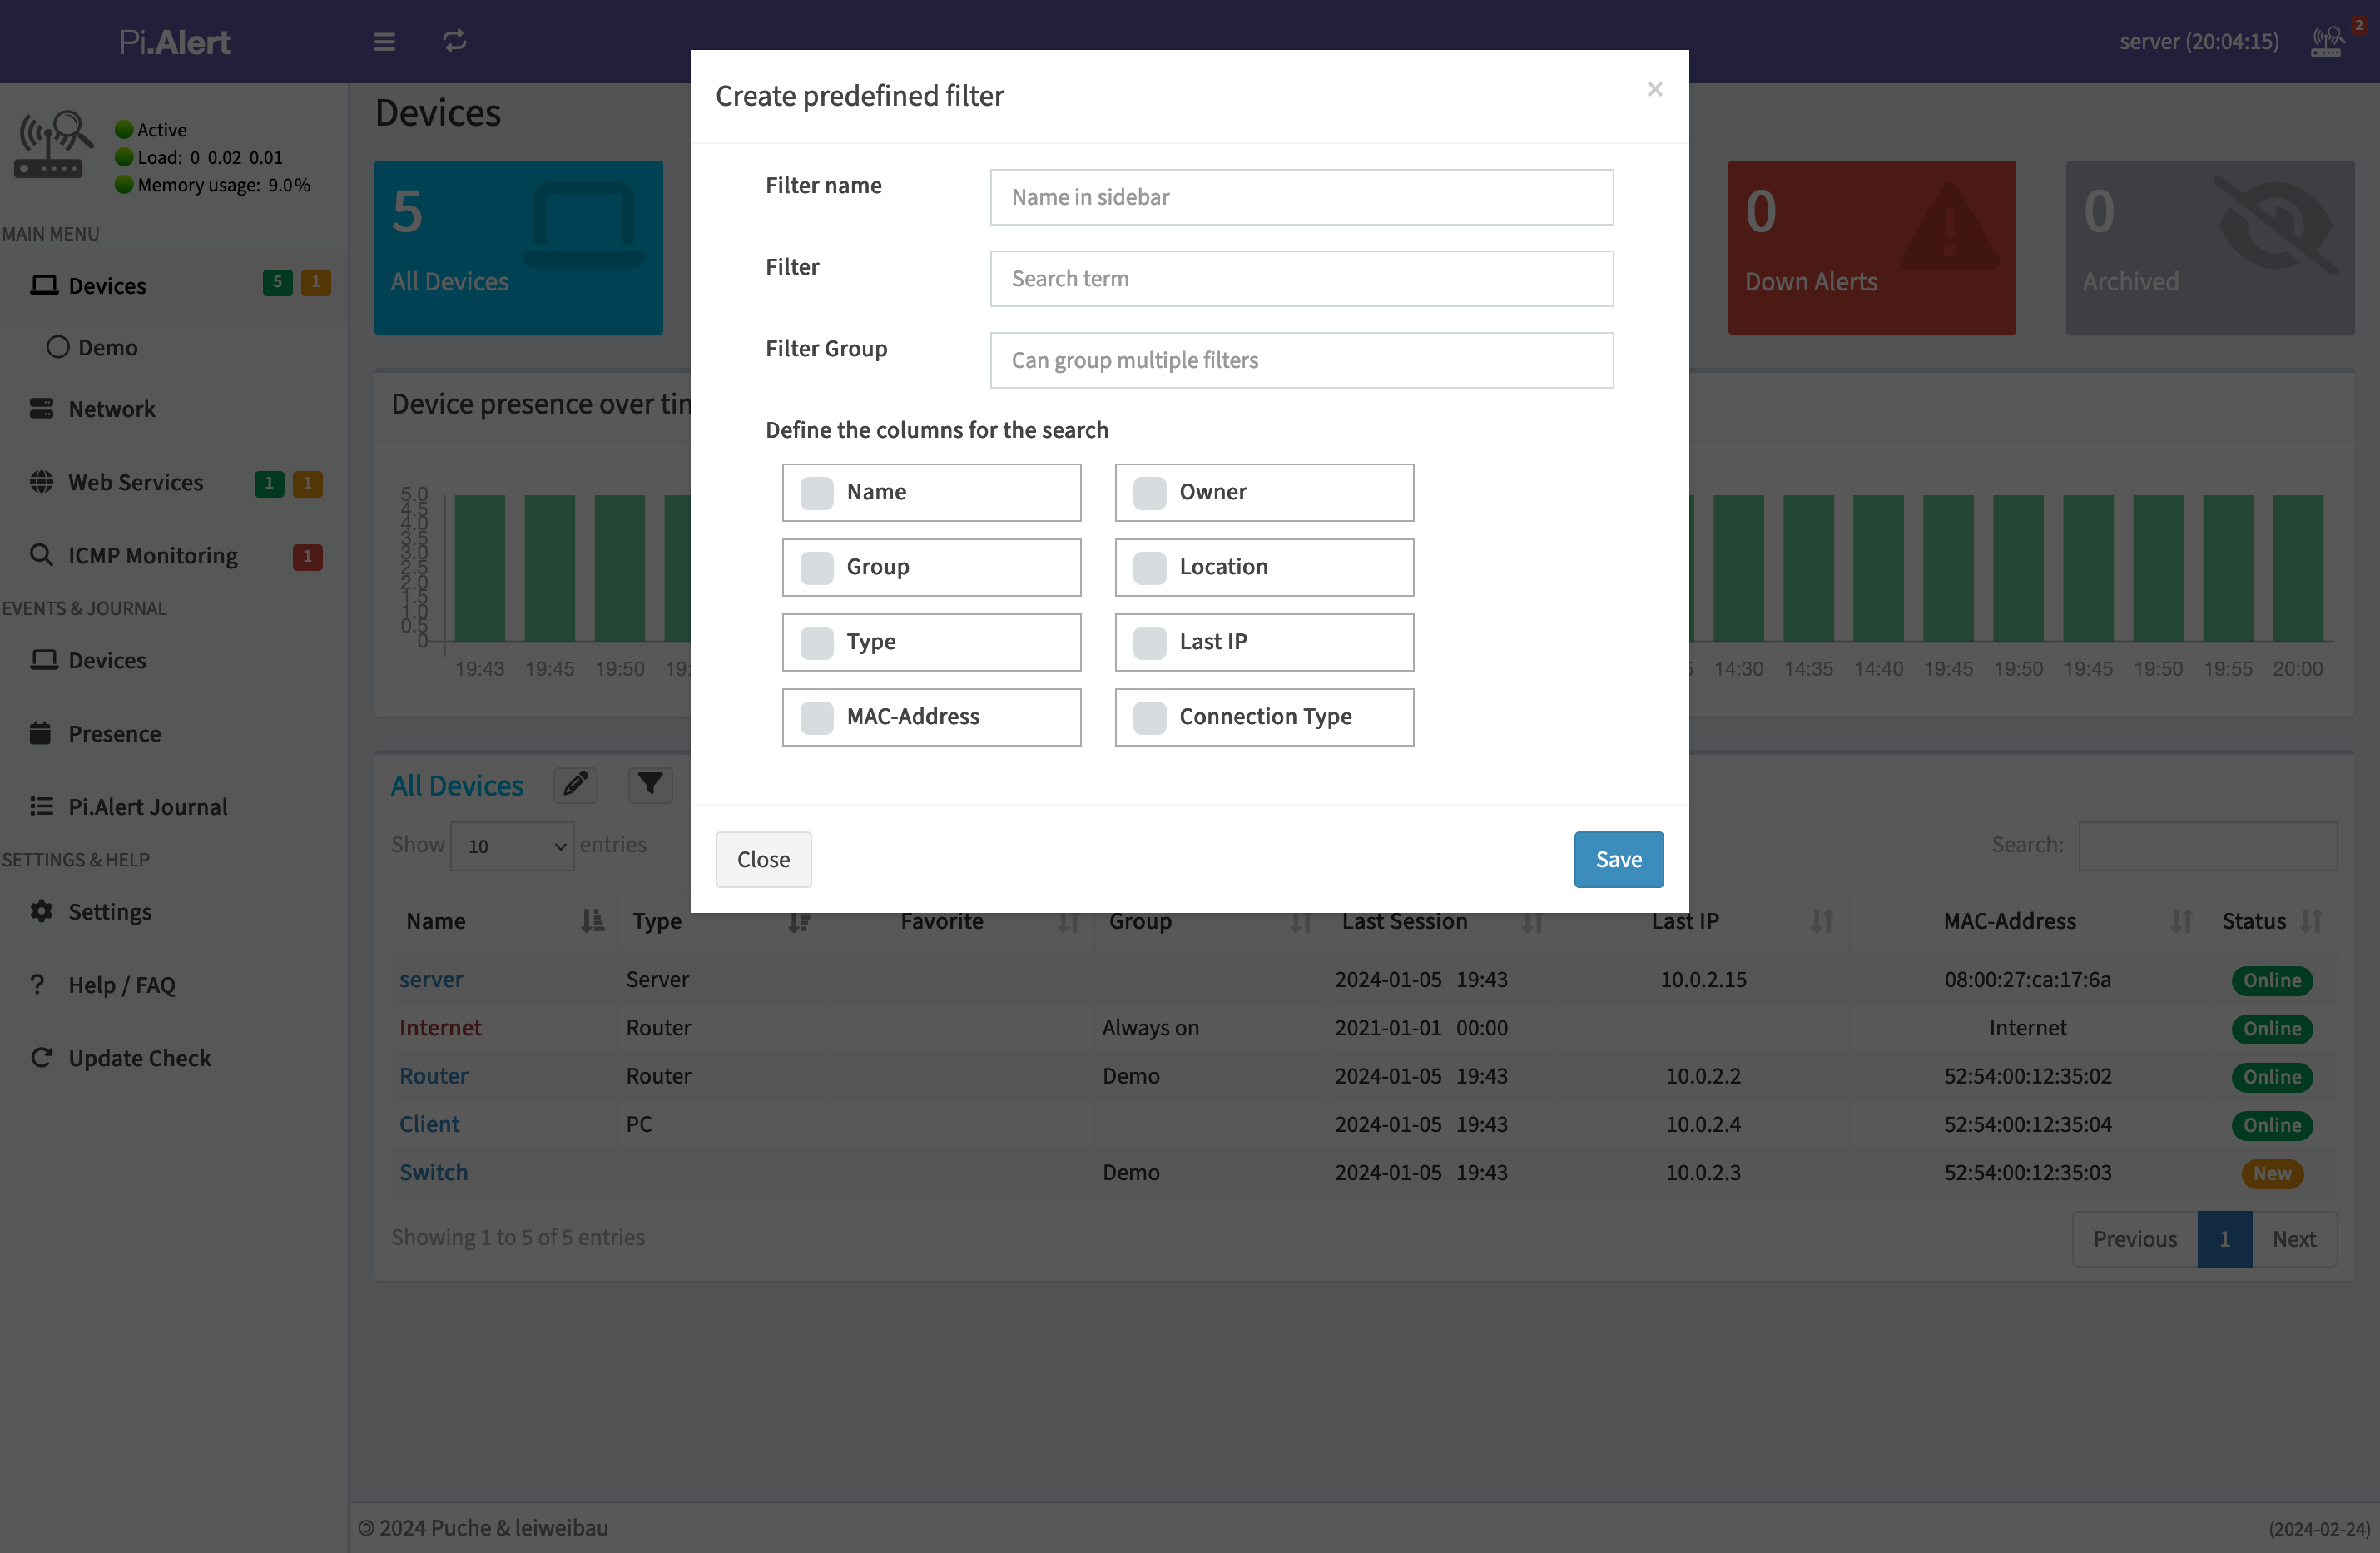 Pi.Alert
server (20:04:15)
2
Active
Load: 0 0.02 0.01
Memory usage: 9.0%
MAIN MENU
Devices 5 1
Demo
Network
Web Services 1 1
ICMP Monitoring 1
EVENTS & JOURNAL
Devices
Presence
Pi.Alert Journal
SETTINGS & HELP
Settings
Help / FAQ
Update Check
Devices
5
All Devices
0
Down Alerts
0
Archived
Device presence over tim
5.0
4.5
4.0
3.5
3.0
2.5
2.0
1.5
1.0
0.5
0
19:43 19:45 19:50 19: 5 14:30 14:35 14:40 19:45 19:50 19:45 19:50 19:55 20:00
Create predefined filter
×
Filter name Name in sidebar
Filter Search term
Filter Group Can group multiple filters
Define the columns for the search
Name Owner
Group Location
Type Last IP
MAC-Address Connection Type
Close Save
All Devices
Show 10 entries
Search:
Name Type Favorite Group Last Session Last IP MAC-Address Status
server Server 2024-01-05 19:43 10.0.2.15 08:00:27:ca:17:6a Online
Internet Router Always on 2021-01-01 00:00 Internet Online
Router Router Demo 2024-01-05 19:43 10.0.2.2 52:54:00:12:35:02 Online
Client PC 2024-01-05 19:43 10.0.2.4 52:54:00:12:35:04 Online
Switch Demo 2024-01-05 19:43 10.0.2.3 52:54:00:12:35:03 New
Showing 1 to 5 of 5 entries
Previous 1 Next
🄯 2024 Puche & leiweibau
(2024-02-24)